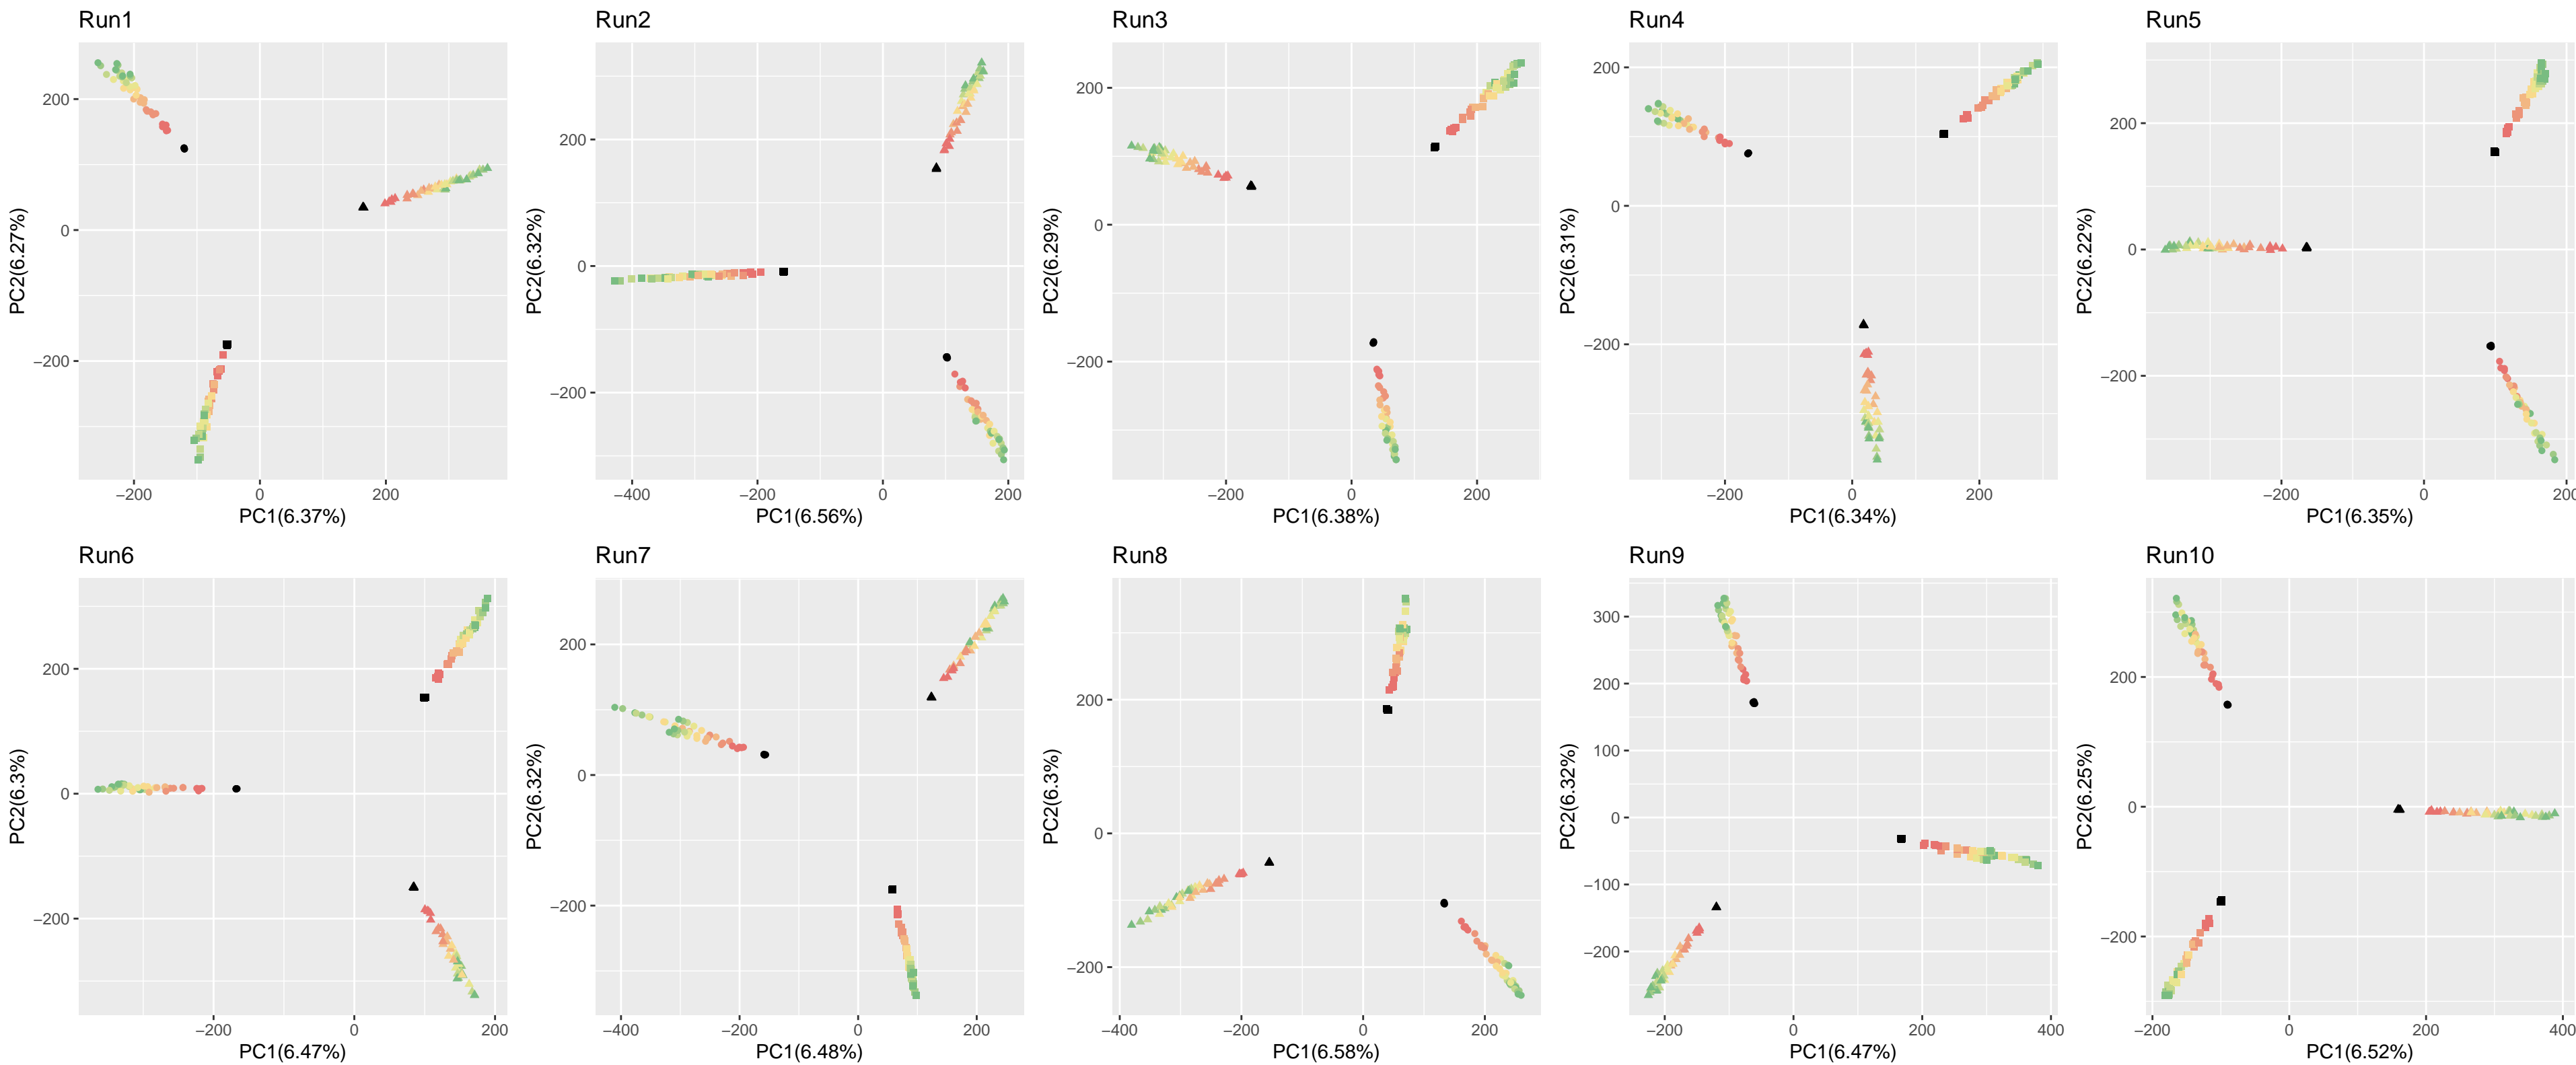 Run1
Run2
Run3
Run4
Run5
200
0
−200
PC2(6.27%)
−200
0
200
PC1(6.37%)
200
0
−200
PC2(6.32%)
−400
−200
0
200
PC1(6.56%)
200
0
−200
PC2(6.29%)
−200
0
200
PC1(6.38%)
200
0
−200
PC2(6.31%)
−200
0
200
PC1(6.34%)
200
0
−200
PC2(6.22%)
−200
0
200
PC1(6.35%)
Run6
Run7
Run8
Run9
Run10
200
0
−200
PC2(6.3%)
−200
0
200
PC1(6.47%)
200
0
−200
PC2(6.32%)
−400
−200
0
200
PC1(6.48%)
200
0
−200
PC2(6.3%)
−400
−200
0
200
PC1(6.58%)
300
200
100
0
−100
−200
PC2(6.32%)
−200
0
200
400
PC1(6.47%)
200
0
−200
PC2(6.25%)
−200
0
200
400
PC1(6.52%)